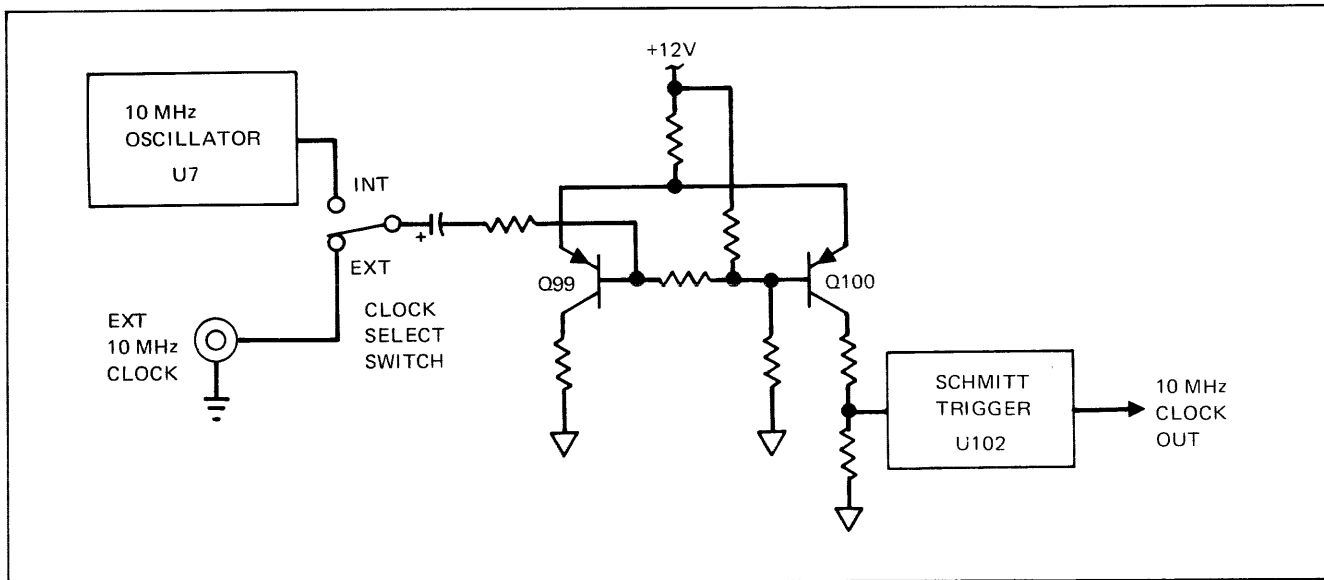 +12V
10 MHz
OSCILLATOR
U7
INT
+
EXT
Q99
Q100
CLOCK
SELECT
SWITCH
EXT
10 MHz
CLOCK
SCHMITT
TRIGGER
U102
10 MHz
CLOCK
OUT